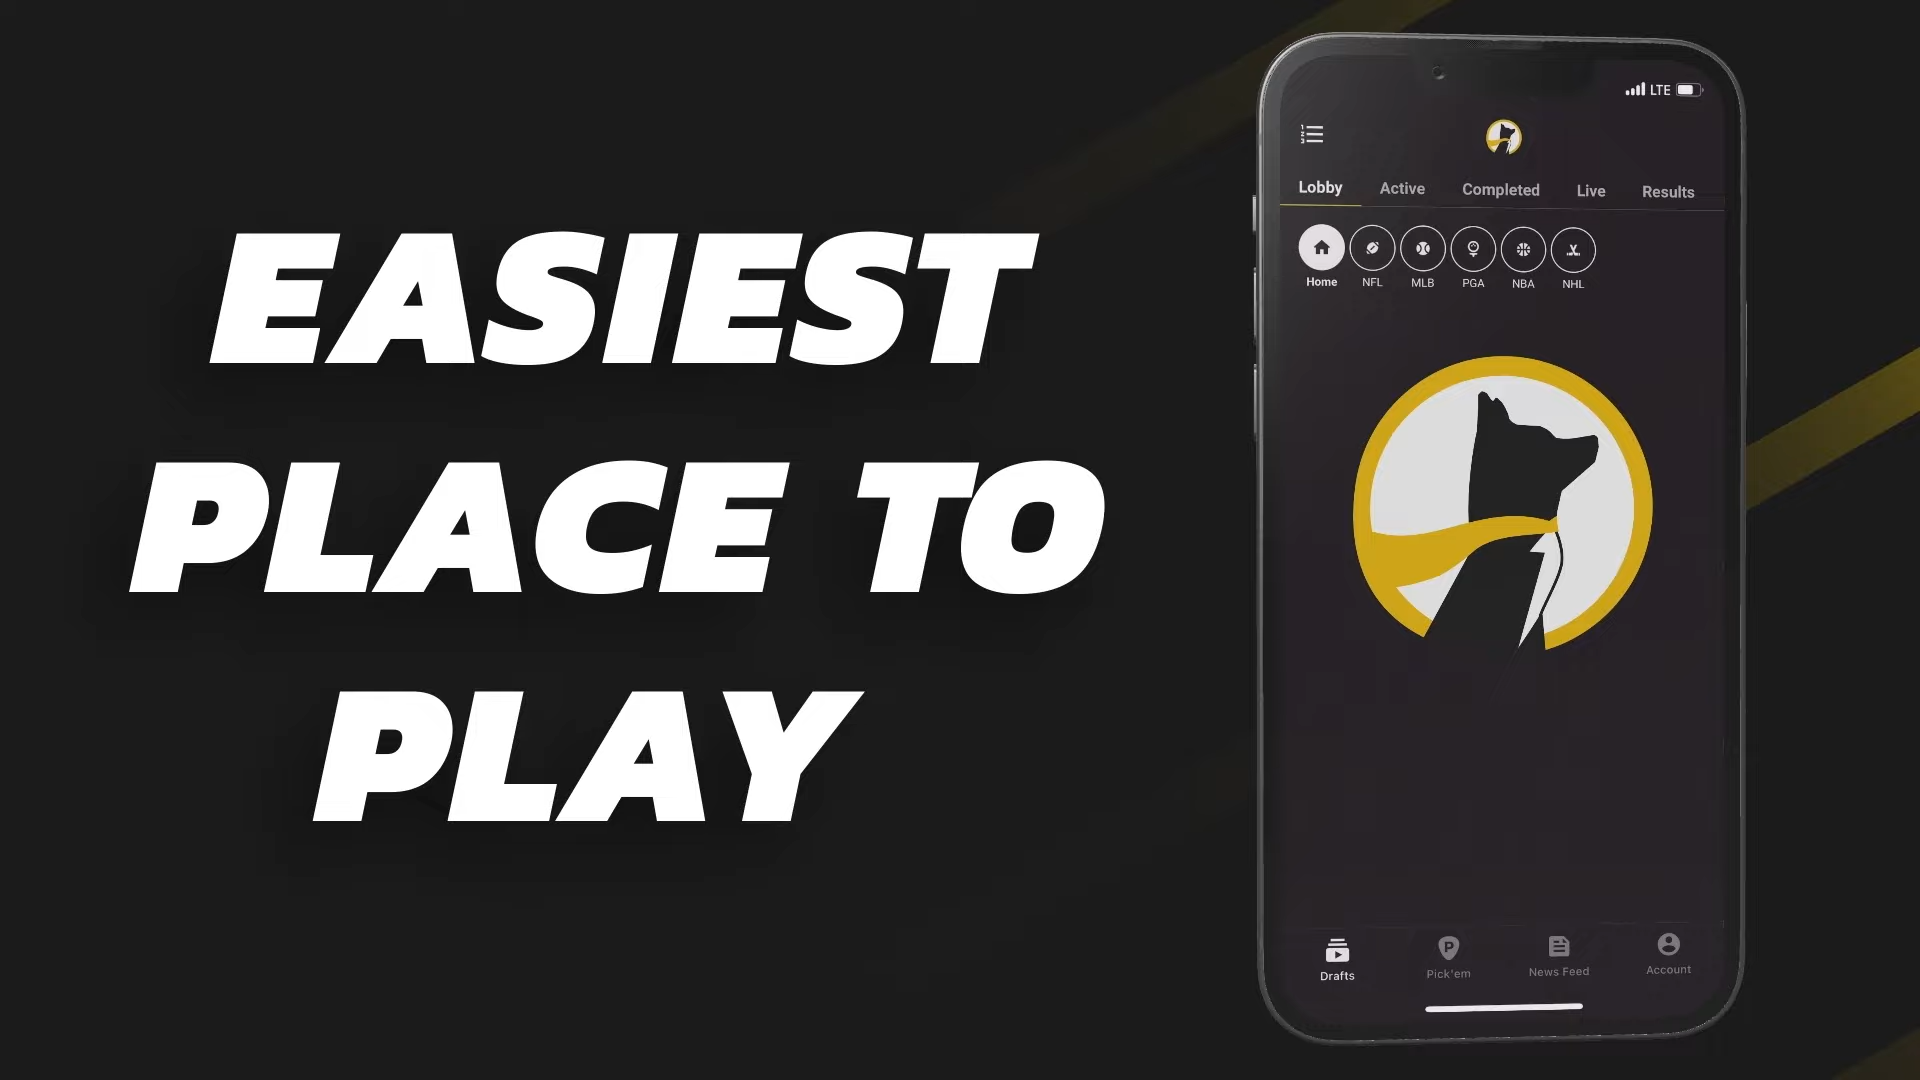 EASIEST
PLACE TO
PLAY
LTE
Lobby Active Completed Live Results
Home NFL MLB PGA NBA NHL
Drafts Pick'em News Feed Account